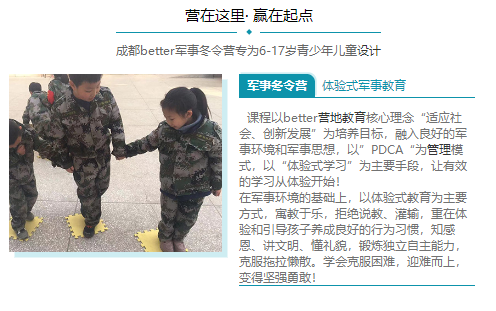 营在这里· 赢在起点
成都better军事冬令营专为6-17岁青少年儿童设计
军事冬令营 体验式军事教育
课程以better营地教育核心理念“适应社
会、创新发展”为培养目标，融入良好的军
事环境和军事思想，以”PDCA“为管理模
式，以“体验式学习”为主要手段，让有效
的学习从体验开始！
在军事环境的基础上，以体验式教育为主要
方式，寓教于乐，拒绝说教、灌输，重在体
验和引导孩子养成良好的行为习惯，知感
恩、讲文明、懂礼貌，锻炼独立自主能力，
克服拖拉懒散。学会克服困难，迎难而上，
变得坚强勇敢！